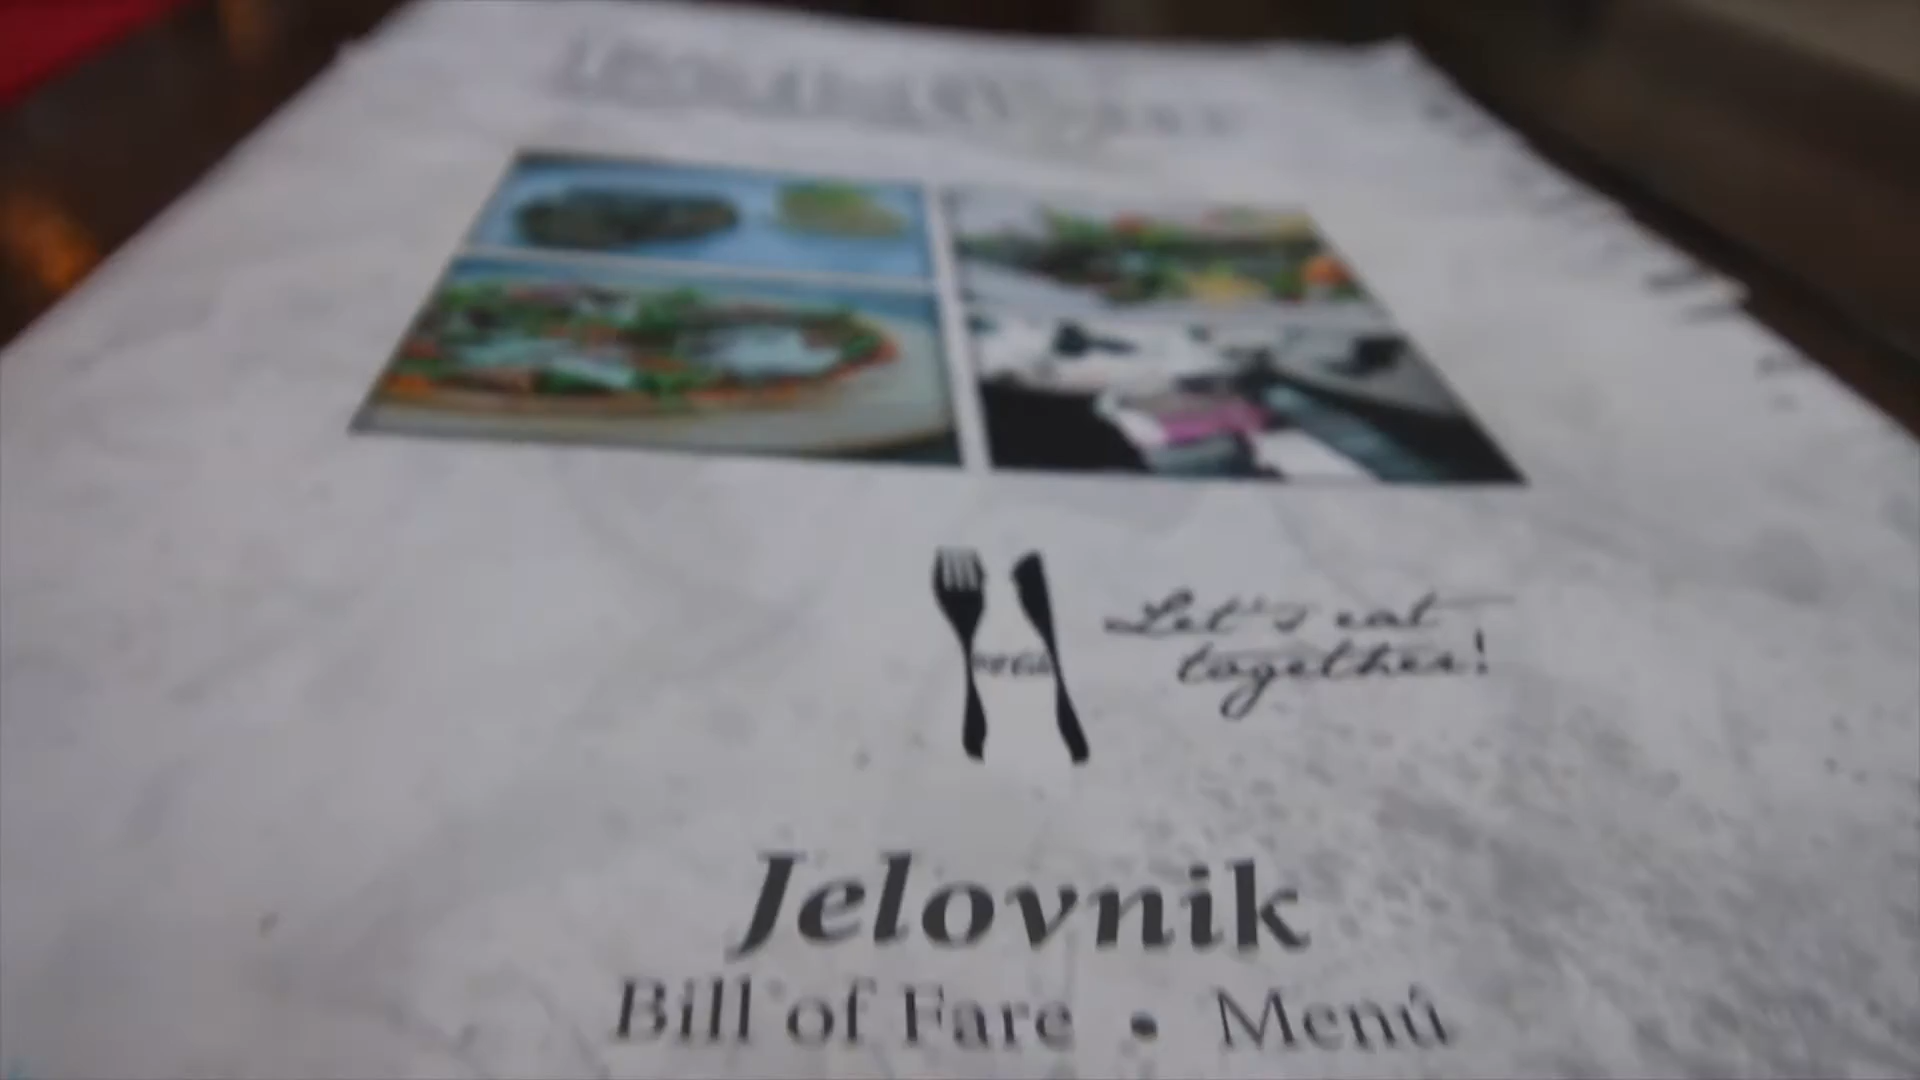 Let's eat
together!
Jelovnik
Bill of Fare • Menú